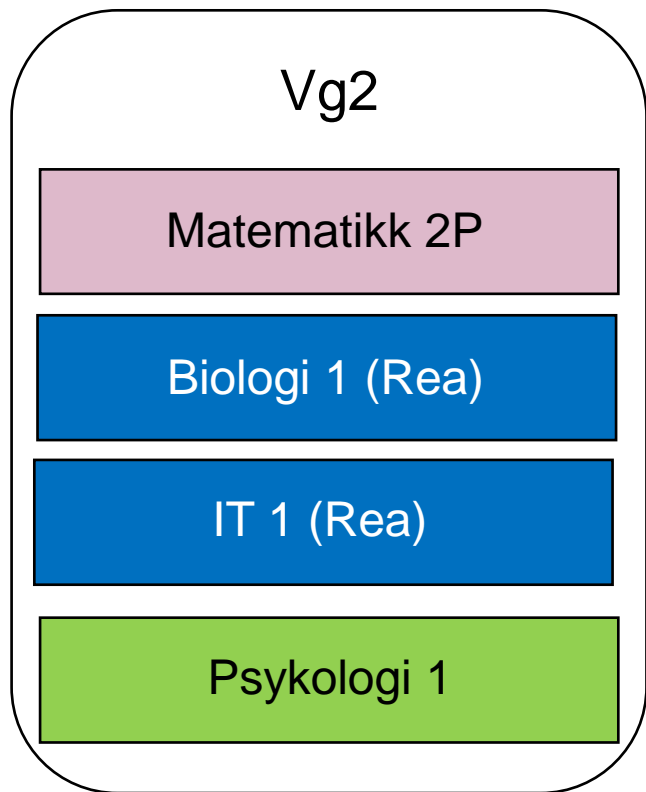 Vg2
Matematikk 2P
Biologi 1 (Rea)
IT 1 (Rea)
Psykologi 1